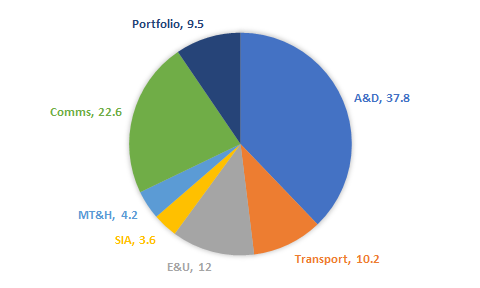 Portfolio, 9.5
A&D, 37.8
Comms, 22.6
MT&H, 4.2
SIA, 3.6
E&U, 12
Transport, 10.2